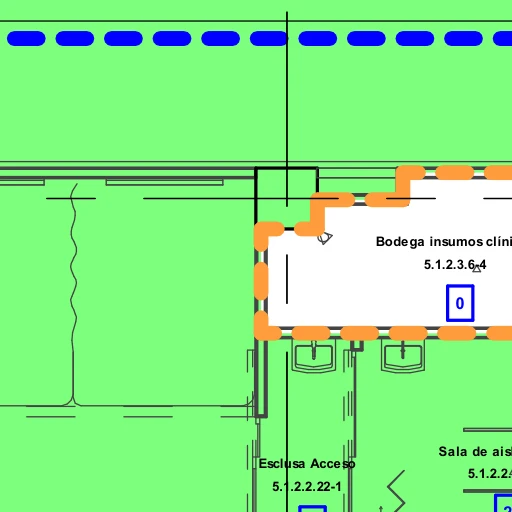 Bodega insumos clíni
5.1.2.3.6-4
0
Sala de ais
5.1.2.2.
Esclusa Acceso
5.1.2.2.22-1